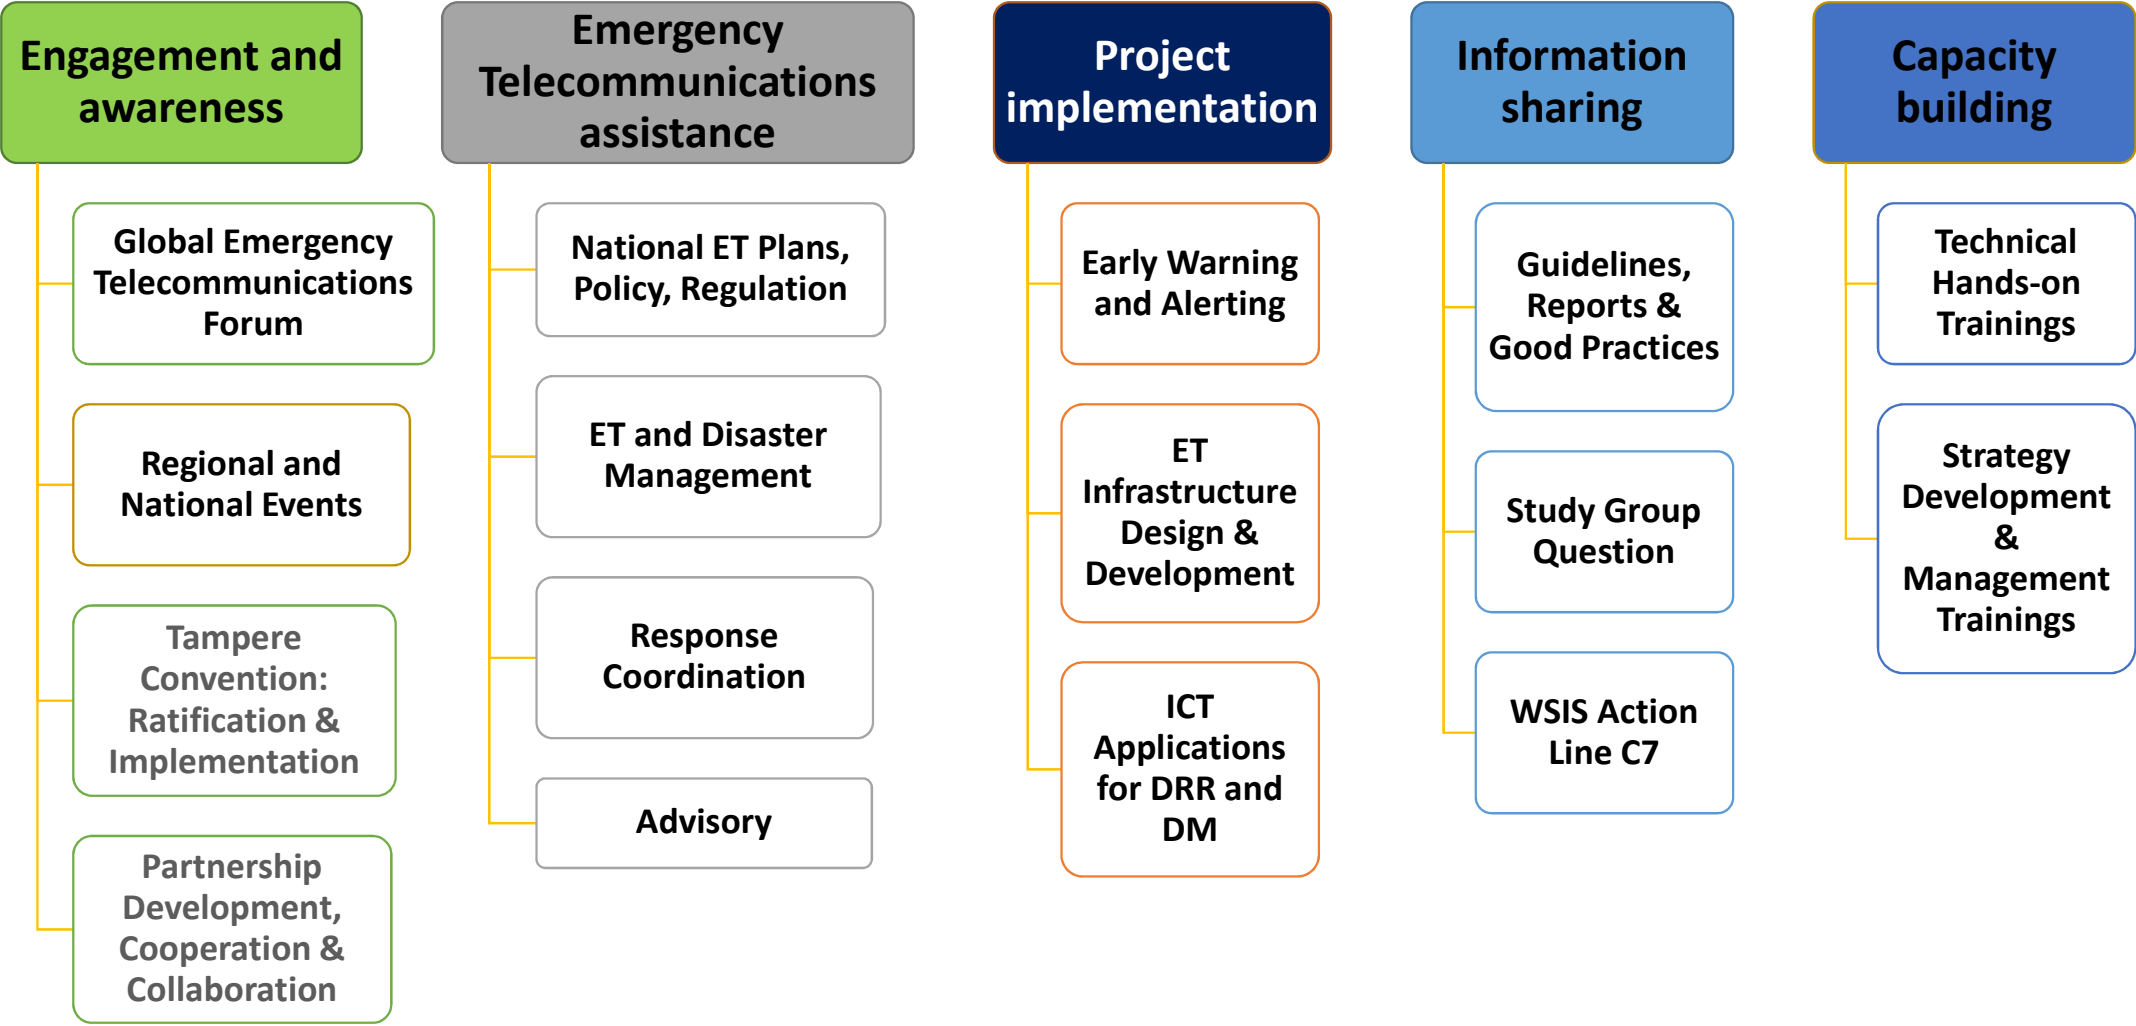 Engagement and
awareness
Global Emergency
Telecommunications
Forum
Regional and
National Events
Tampere
Convention:
Ratification &
Implementation
Partnership
Development,
Cooperation &
Collaboration
Emergency
Telecommunications
assistance
National ET Plans,
Policy, Regulation
ET and Disaster
Management
Response
Coordination
Advisory
Project
implementation
Early Warning
and Alerting
ET
Infrastructure
Design &
Development
ICT
Applications
for DRR and
DM
Information
sharing
Guidelines,
Reports &
Good Practices
Study Group
Question
WSIS Action
Line C7
Capacity
building
Technical
Hands-on
Trainings
Strategy
Development
&
Management
Trainings